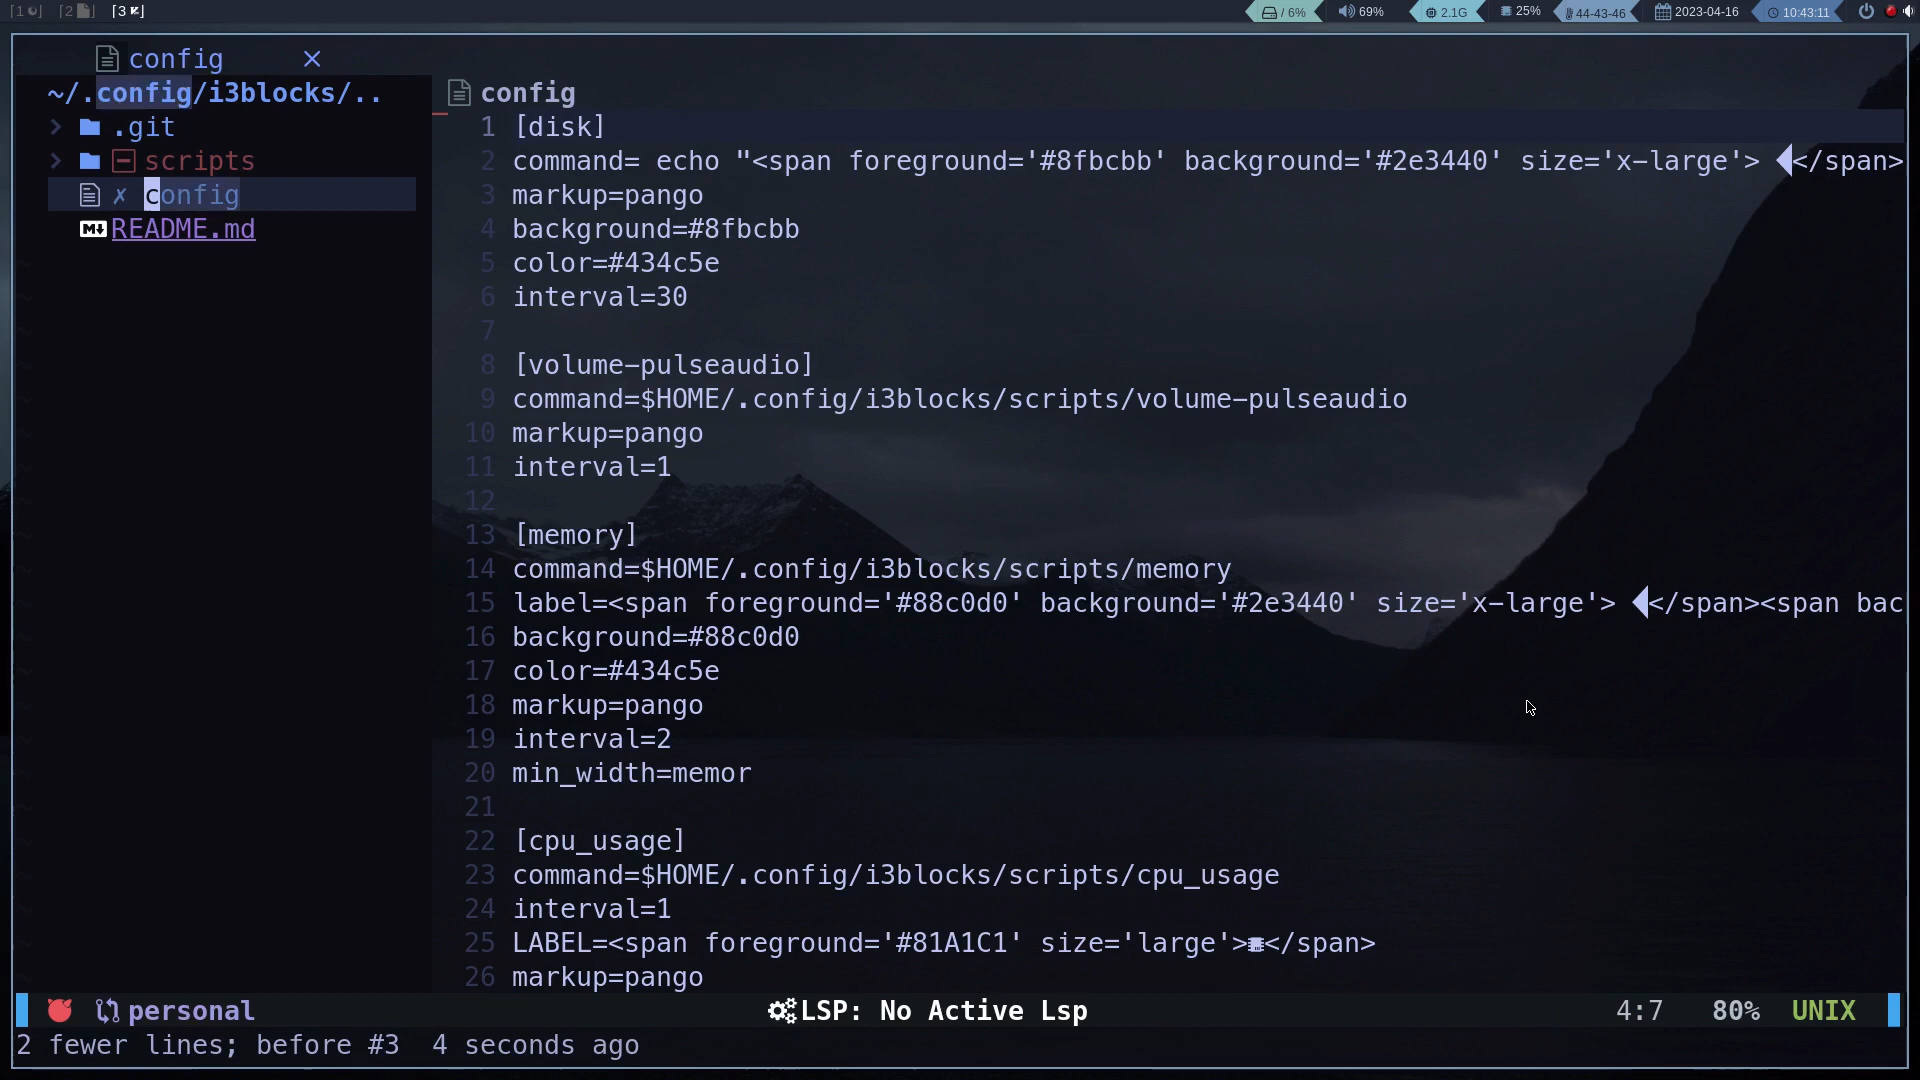 [1 ] [2 ] [3 ] / 6% 69% 2.1G 25% 44-43-46 2023-04-16 10:43:11
config ×
~/.config/i3blocks/..
> .git
> scripts
✗ config
README.md
config
1 [disk]
2 command= echo "<span foreground='#8fbcbb' background='#2e3440' size='x-large'> </span>
3 markup=pango
4 background=#8fbcbb
5 color=#434c5e
6 interval=30
7
8 [volume-pulseaudio]
9 command=$HOME/.config/i3blocks/scripts/volume-pulseaudio
10 markup=pango
11 interval=1
12
13 [memory]
14 command=$HOME/.config/i3blocks/scripts/memory
15 label=<span foreground='#88c0d0' background='#2e3440' size='x-large'> </span><span bac
16 background=#88c0d0
17 color=#434c5e
18 markup=pango
19 interval=2
20 min_width=memor
21
22 [cpu_usage]
23 command=$HOME/.config/i3blocks/scripts/cpu_usage
24 interval=1
25 LABEL=<span foreground='#81A1C1' size='large'></span>
26 markup=pango
personal LSP: No Active Lsp 4:7 80% UNIX
2 fewer lines; before #3 4 seconds ago